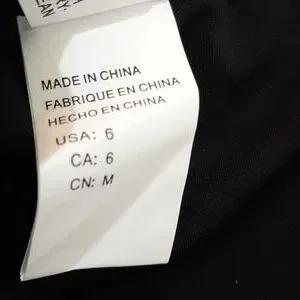 MADE IN CHINA
FABRIQUE EN CHINA
HECHO EN CHINA
USA: 6
CA: 6
CN: M